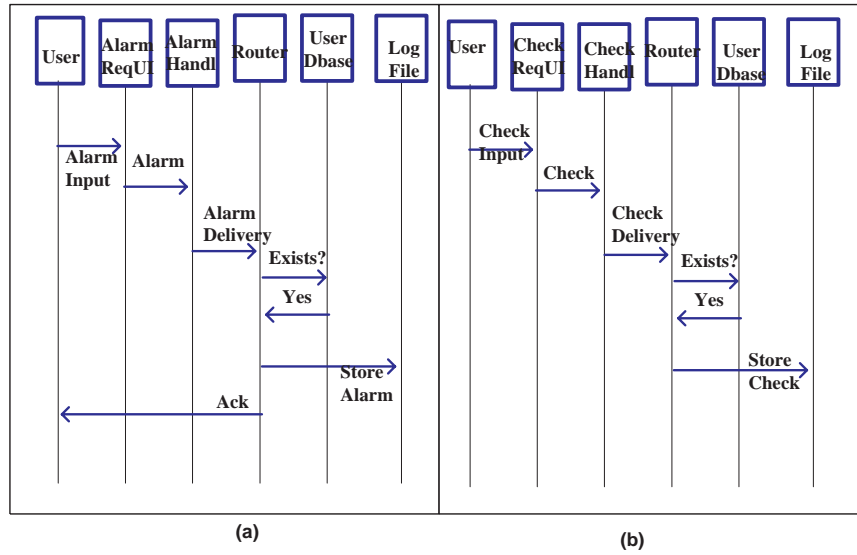 User
Alarm
ReqUI
Alarm
Handl
Router
User
Dbase
Log
File
Alarm
Input
Alarm
Alarm
Delivery
Exists?
Yes
Store
Alarm
Ack
(a)
User
Check
ReqUI
Check
Handl
Router
User
Dbase
Log
File
Check
Input
Check
Check
Delivery
Exists?
Yes
Store
Check
(b)